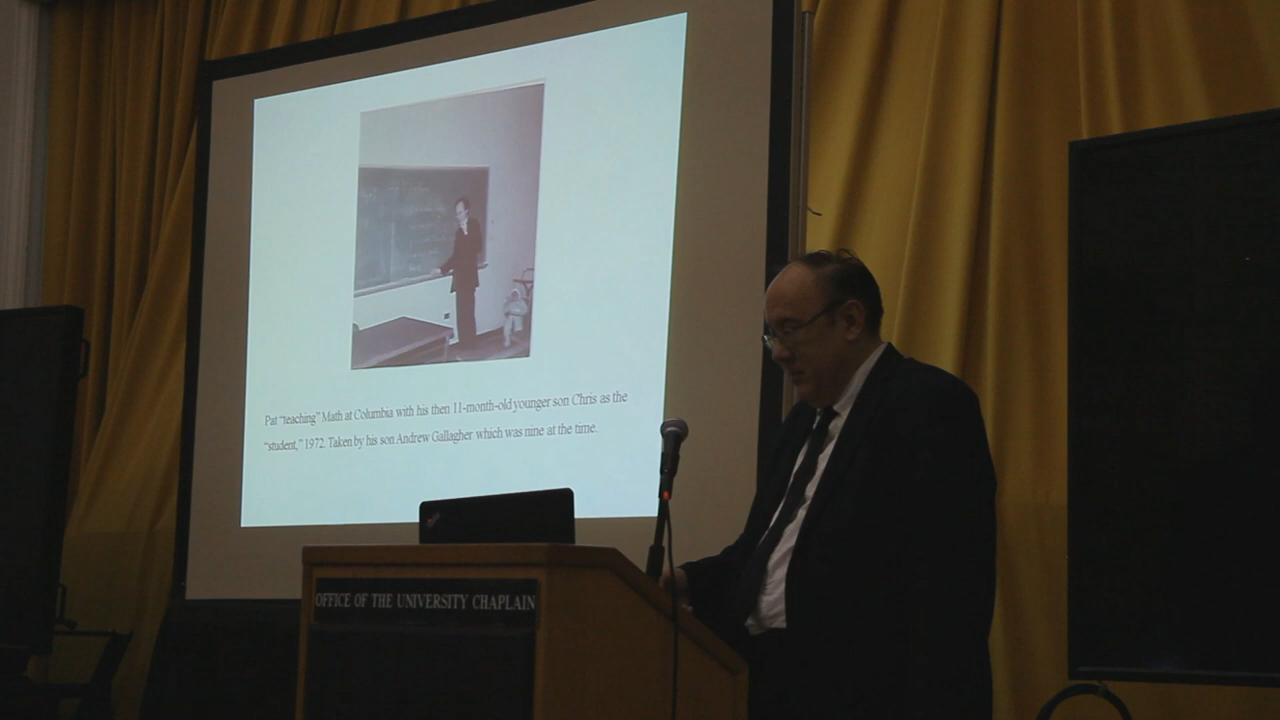 Pat "teaching" Math at Columbia with his then 11-month-old younger son Chris as the
"student," 1972. Taken by his son Andrew Gallagher which was nine at the time.
OFFICE OF THE UNIVERSITY CHAPLAIN